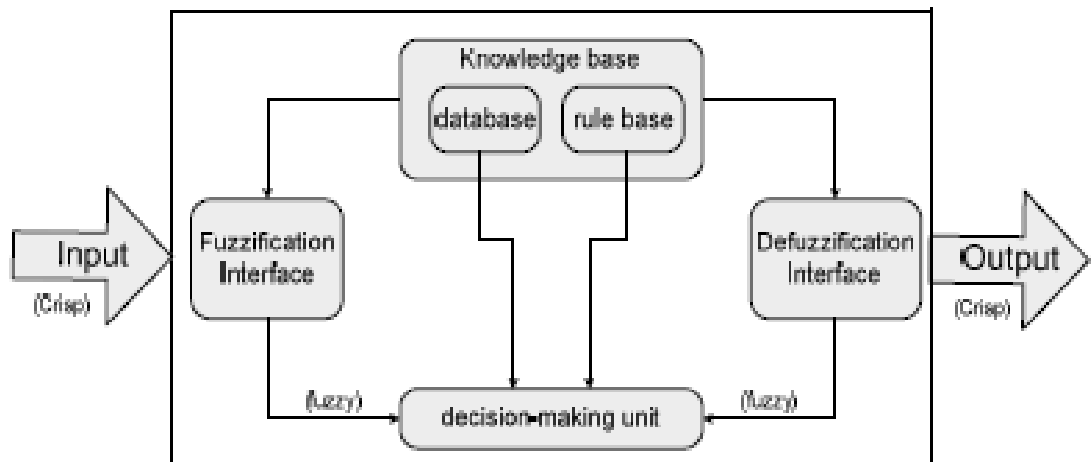 Knowledge base
database
rule base
Input
(Crisp)
Fuzzification
Interface
Defuzzification
Interface
Output
(Crisp)
(fuzzy)
decision-making unit
(fuzzy)